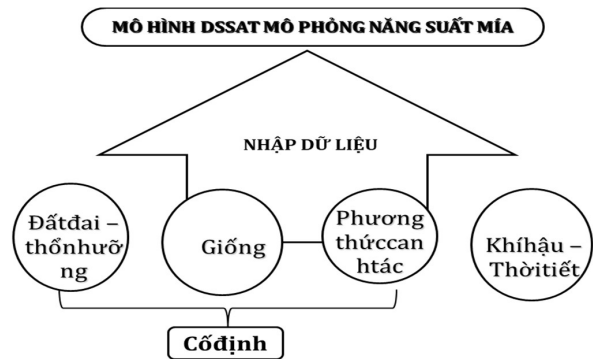 MÔ HÌNH DSSAT MÔ PHỎNG NĂNG SUẤT MÍA
NHẬP DỮ LIỆU
Đấtđai –
thổnhưỡ
ng
Giống
Phương
thứccan
htác
Khíhậu –
Thờitiết
Cốđịnh